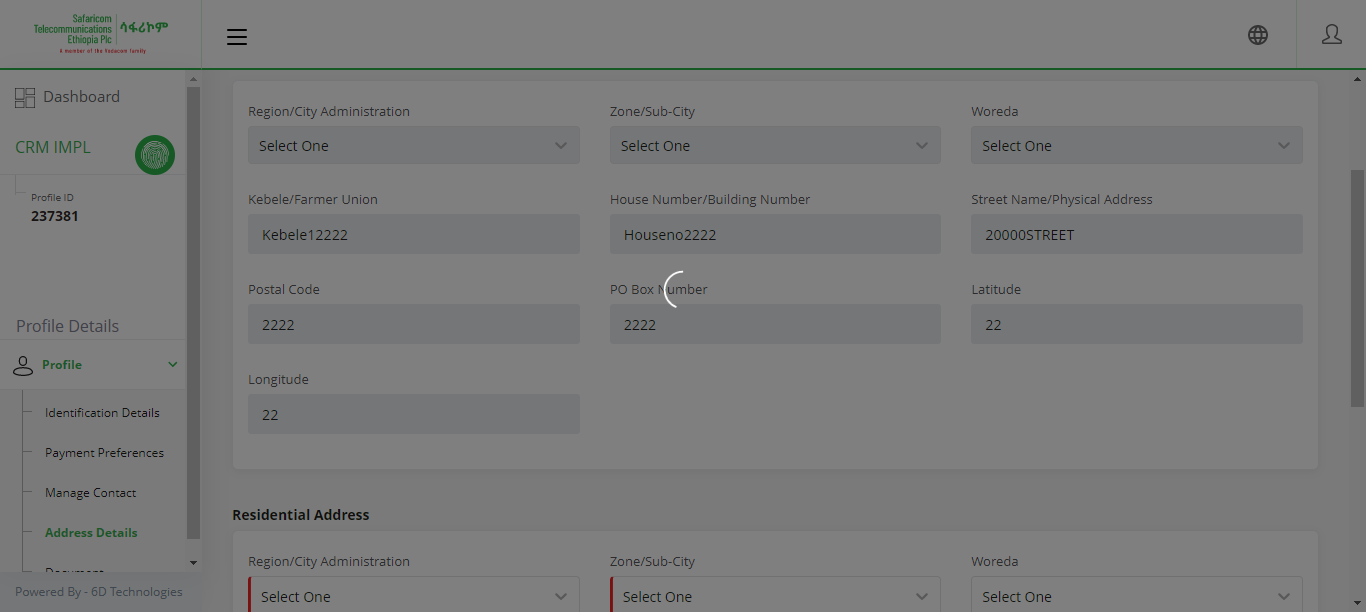 Safaricom
Telecommunications
Ethiopia Plc
ሳፋሪኮም
A member of the Vodacom family
Dashboard
CRM IMPL
Profile ID
237381
Profile Details
Profile
Identification Details
Payment Preferences
Manage Contact
Address Details
Document
Powered By - 6D Technologies
Region/City Administration
Zone/Sub-City
Woreda
Select One
Select One
Select One
Kebele/Farmer Union
House Number/Building Number
Street Name/Physical Address
Kebele12222
Houseno2222
20000STREET
Postal Code
PO Box Number
Latitude
2222
2222
22
Longitude
22
Residential Address
Region/City Administration
Zone/Sub-City
Woreda
Select One
Select One
Select One